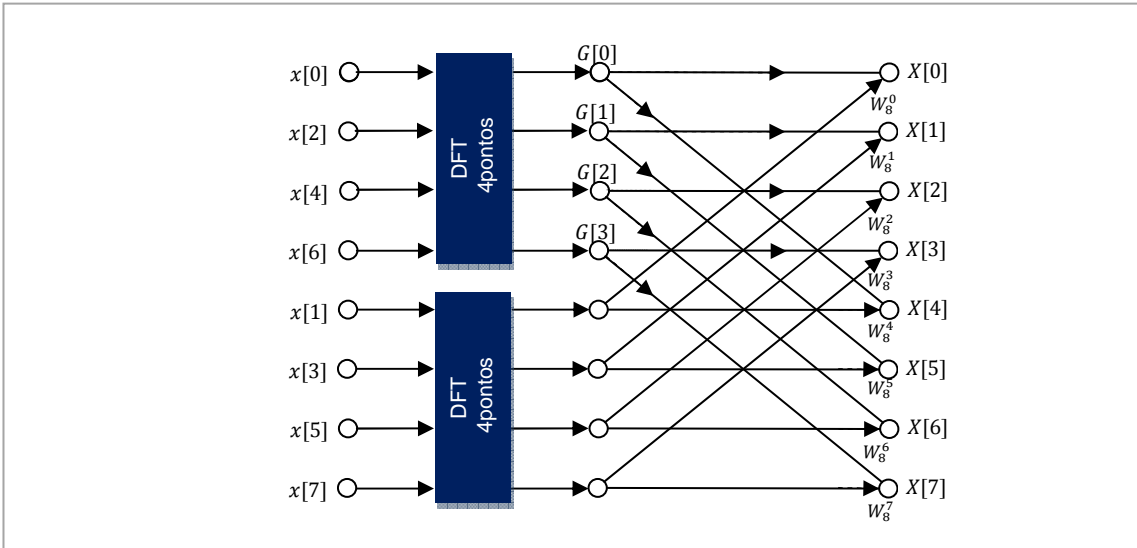 G[0]
x[0] X[0]
W_8^0
G[1]
x[2] X[1]
W_8^1
DFT
4pontos
G[2]
x[4] X[2]
W_8^2
G[3]
x[6] X[3]
W_8^3
x[1] X[4]
W_8^4
x[3] X[5]
W_8^5
DFT
4pontos
x[5] X[6]
W_8^6
x[7] X[7]
W_8^7